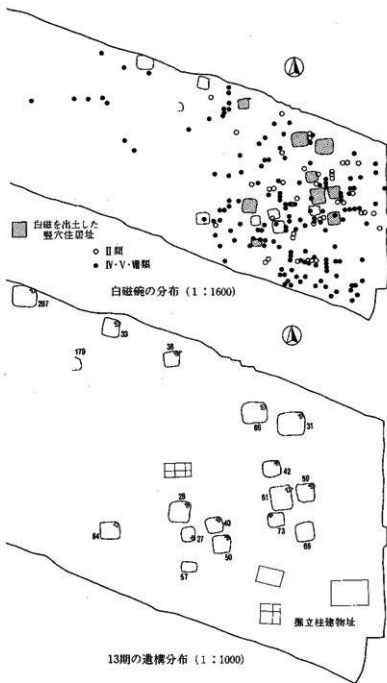 白磁を出土した
竪穴住居址
○ II類
● IV・V・Ⅷ類
白磁碗の分布 (1:1600)
207
33
179
38
69
31
42
59
61
28
40
73
84
27
50
68
57
掘立柱建物址
13期の遺構分布 (1:1000)